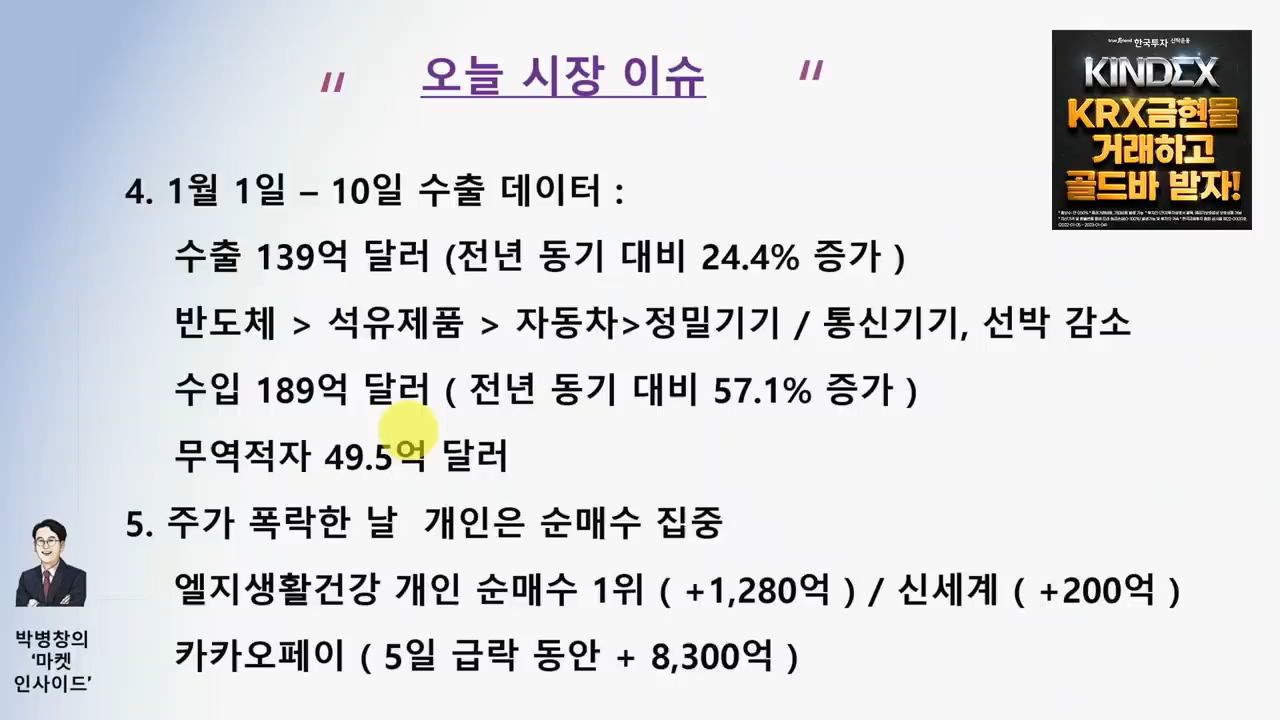 " 오늘 시장 이슈 "
한국투자 신탁운용
KINDEX
KRX금현물
거래하고
골드바 받자!
4. 1월 1일 – 10일 수출 데이터 :
수출 139억 달러 (전년 동기 대비 24.4% 증가 )
반도체 > 석유제품 > 자동차>정밀기기 / 통신기기, 선박 감소
수입 189억 달러 ( 전년 동기 대비 57.1% 증가 )
무역적자 49.5억 달러
5. 주가 폭락한 날 개인은 순매수 집중
엘지생활건강 개인 순매수 1위 ( +1,280억 ) / 신세계 ( +200억 )
카카오페이 ( 5일 급락 동안 + 8,300억 )
박병창의
‘마켓
인사이드’